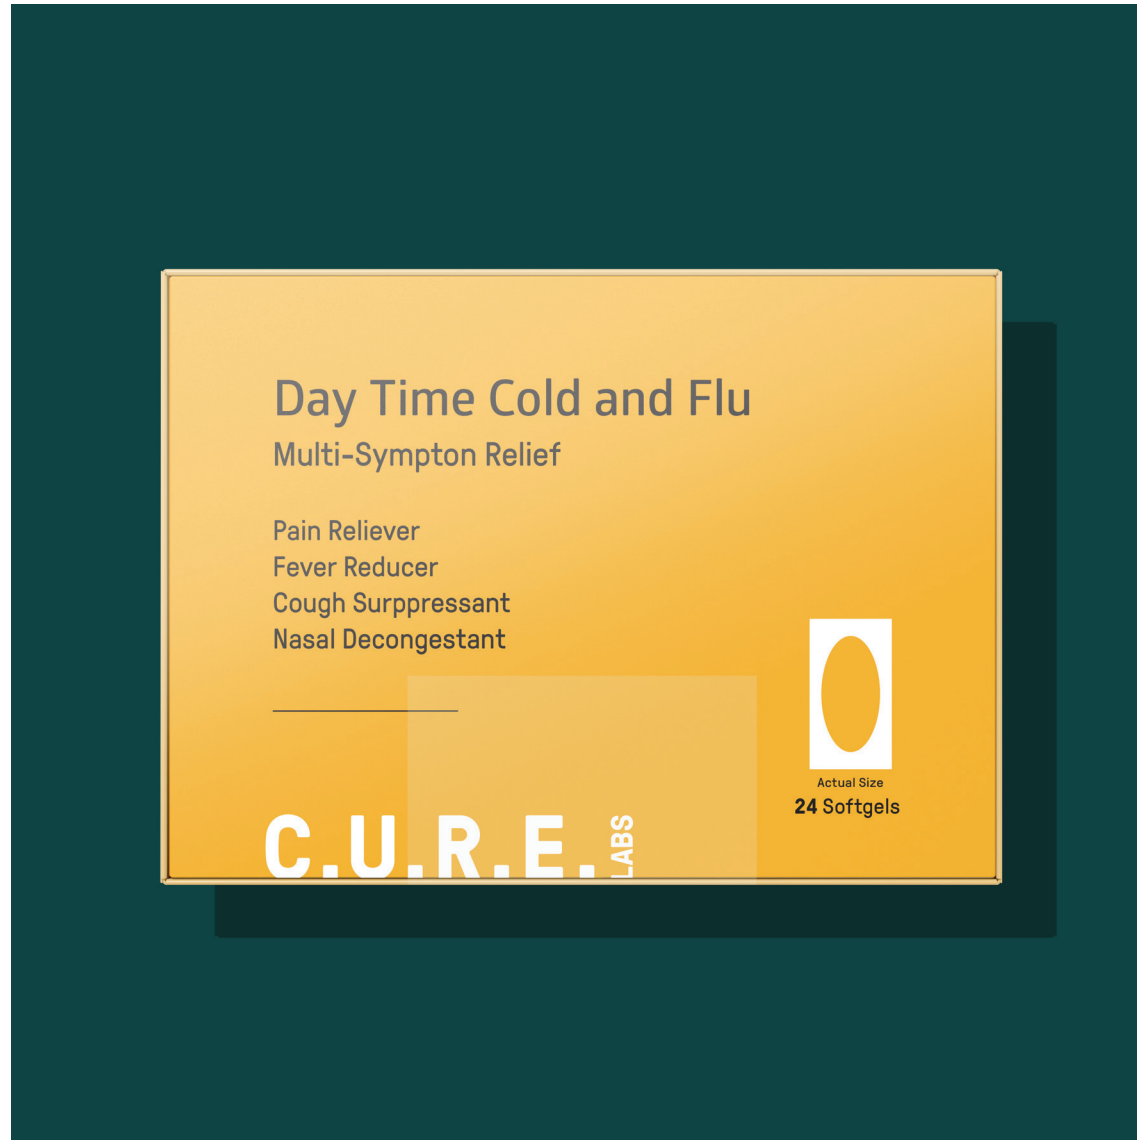 Day Time Cold and Flu
Multi-Sympton Relief
Pain Reliever
Fever Reducer
Cough Surppressant
Nasal Decongestant
Actual Size
24 Softgels
C.U.R.E. LABS